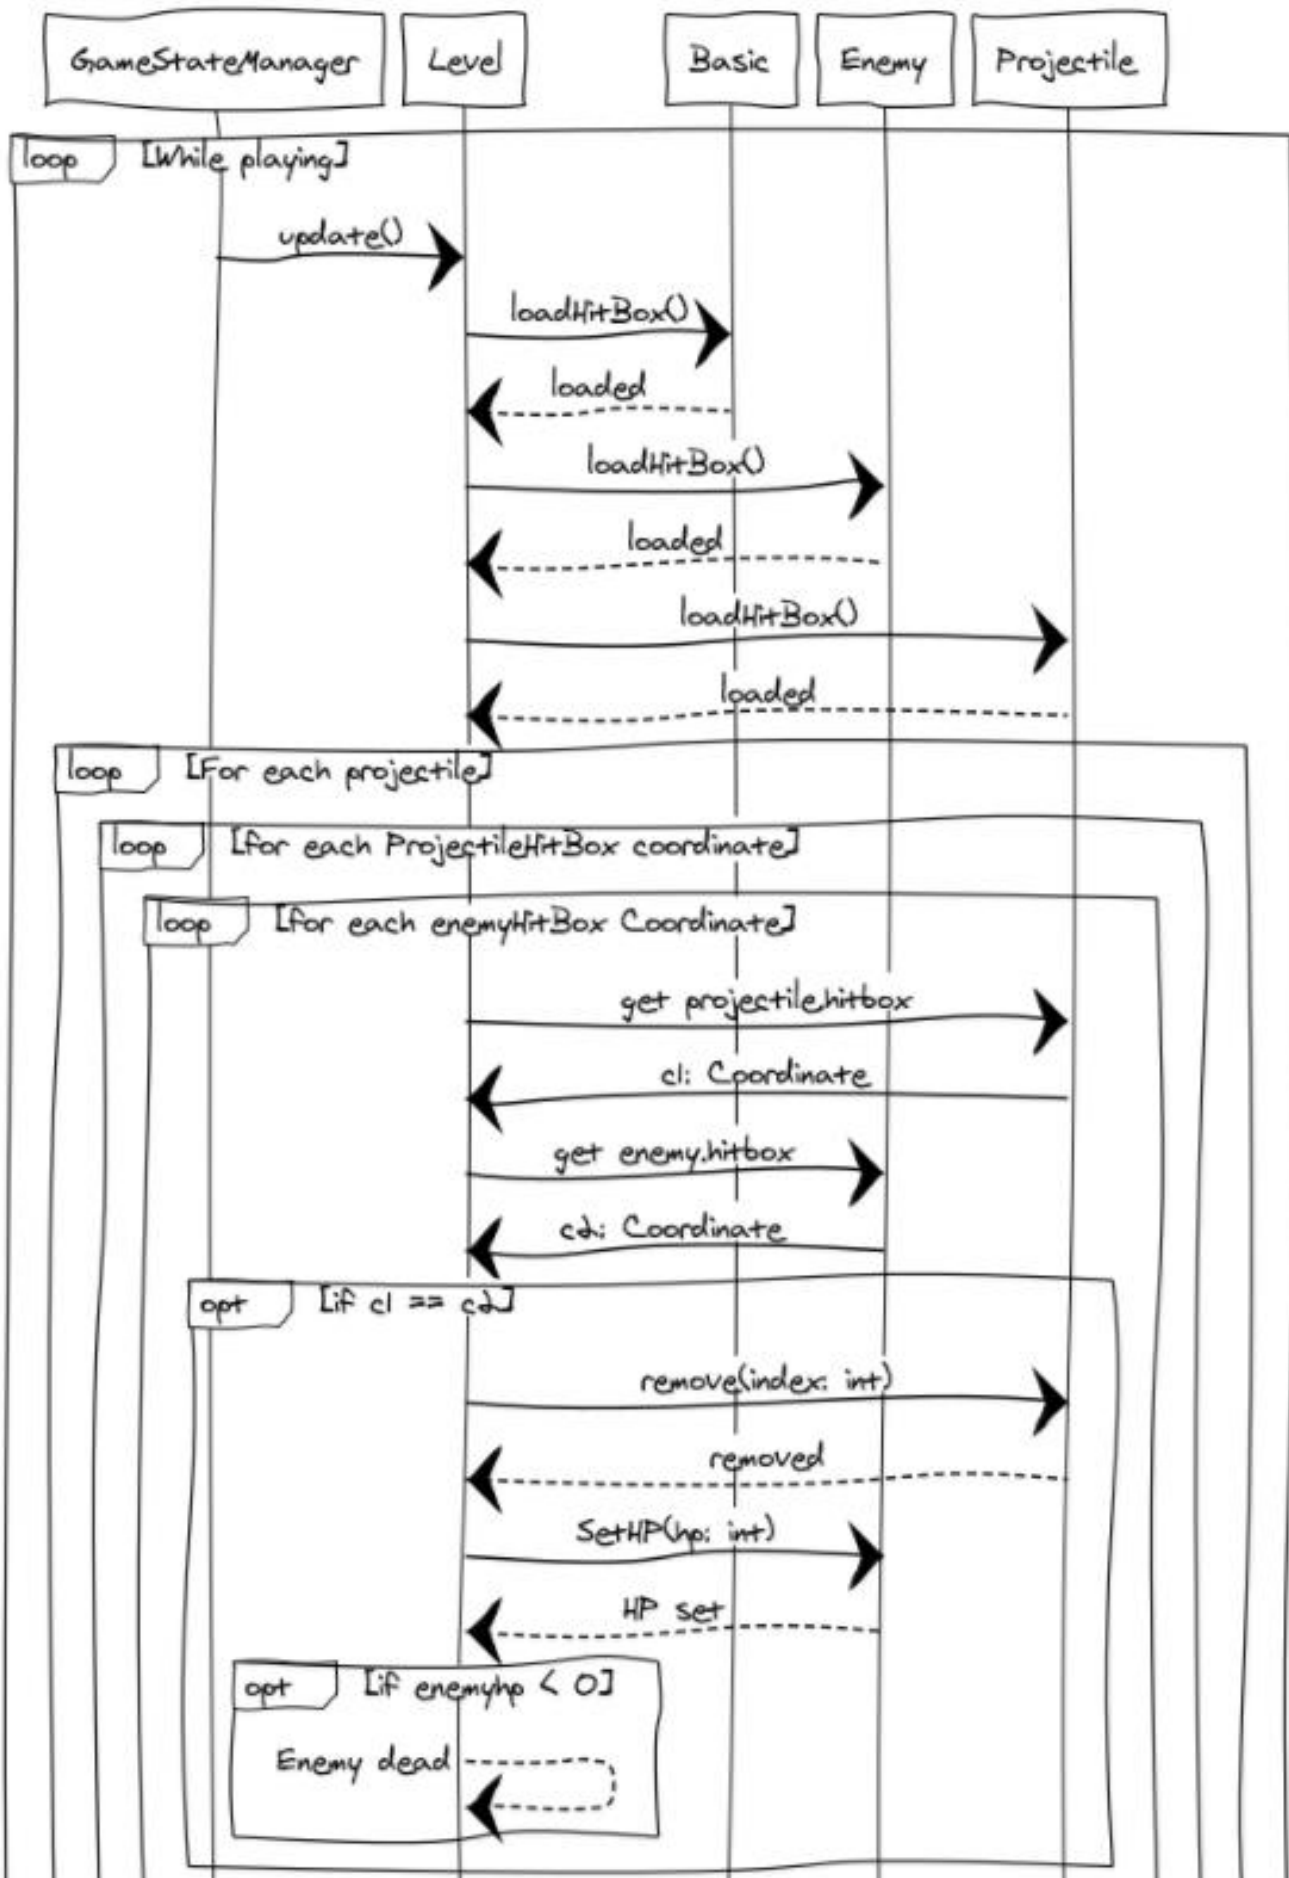 GameStateManager Level Basic Enemy Projectile
loop [While playing]
update()
loadHitBox()
loaded
loadHitBox()
loaded
loadHitBox()
loaded
loop [For each projectile]
loop [for each ProjectileHitBox coordinate]
loop [for each enemyHitBox Coordinate]
get projectile.hitbox
c1: Coordinate
get enemy.hitbox
c2: Coordinate
opt [if c1 == c2]
remove(index: int)
removed
SetHP(hp: int)
HP set
opt [if enemyhp < 0]
Enemy dead